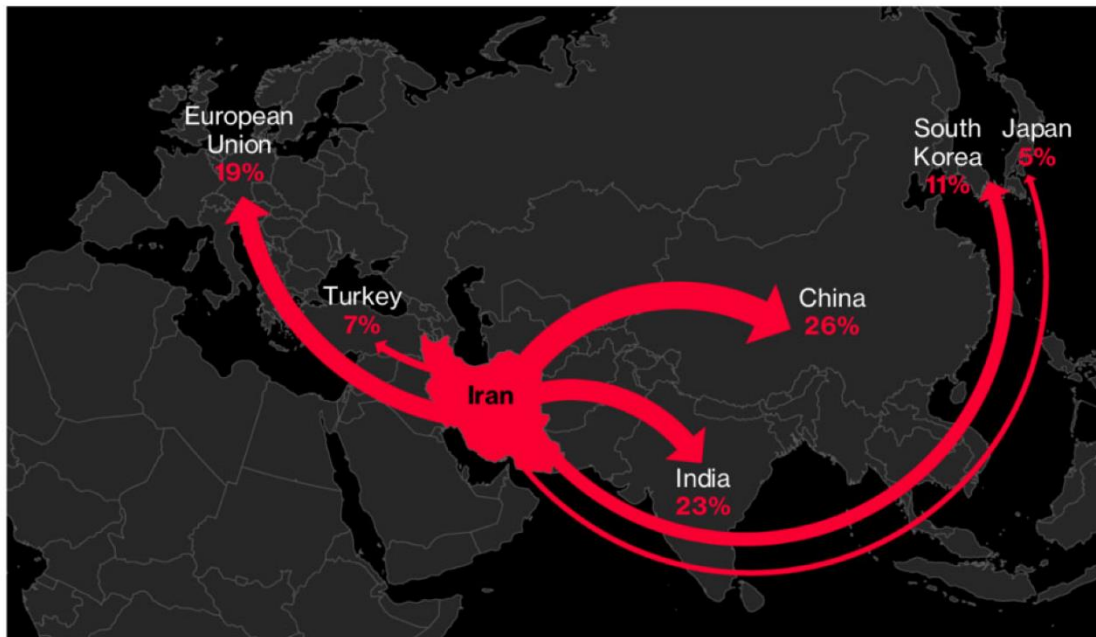 European
Union
19%
Turkey
7%
Iran
China
26%
India
23%
South
Korea
11%
Japan
5%